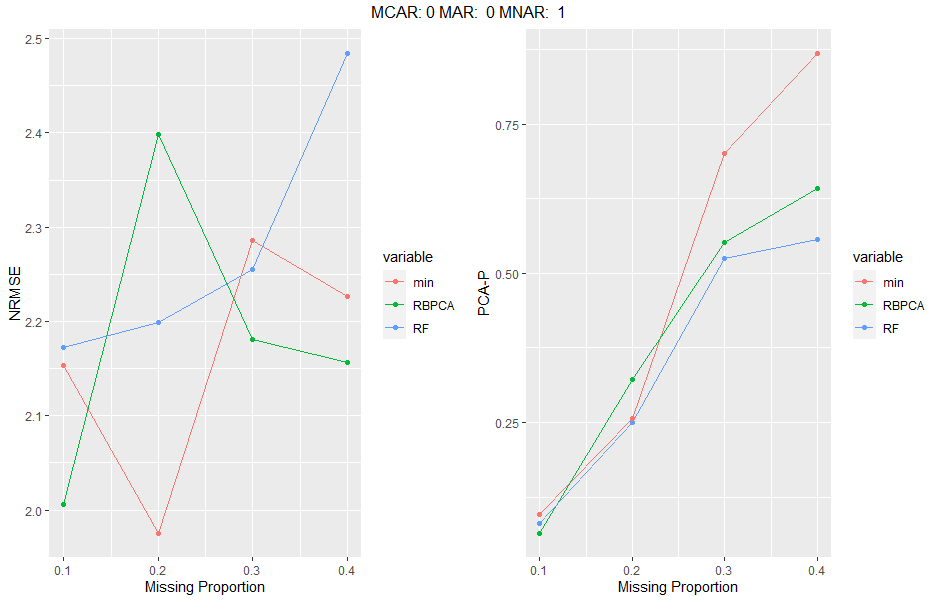 MCAR: 0 MAR:  0 MNAR:  1
NRMSE
2.5
2.4
2.3
2.2
2.1
2.0
0.1 0.2 0.3 0.4
Missing Proportion
variable
min
RBPCA
RF
PCA-P
0.75
0.50
0.25
0.1 0.2 0.3 0.4
Missing Proportion
variable
min
RBPCA
RF